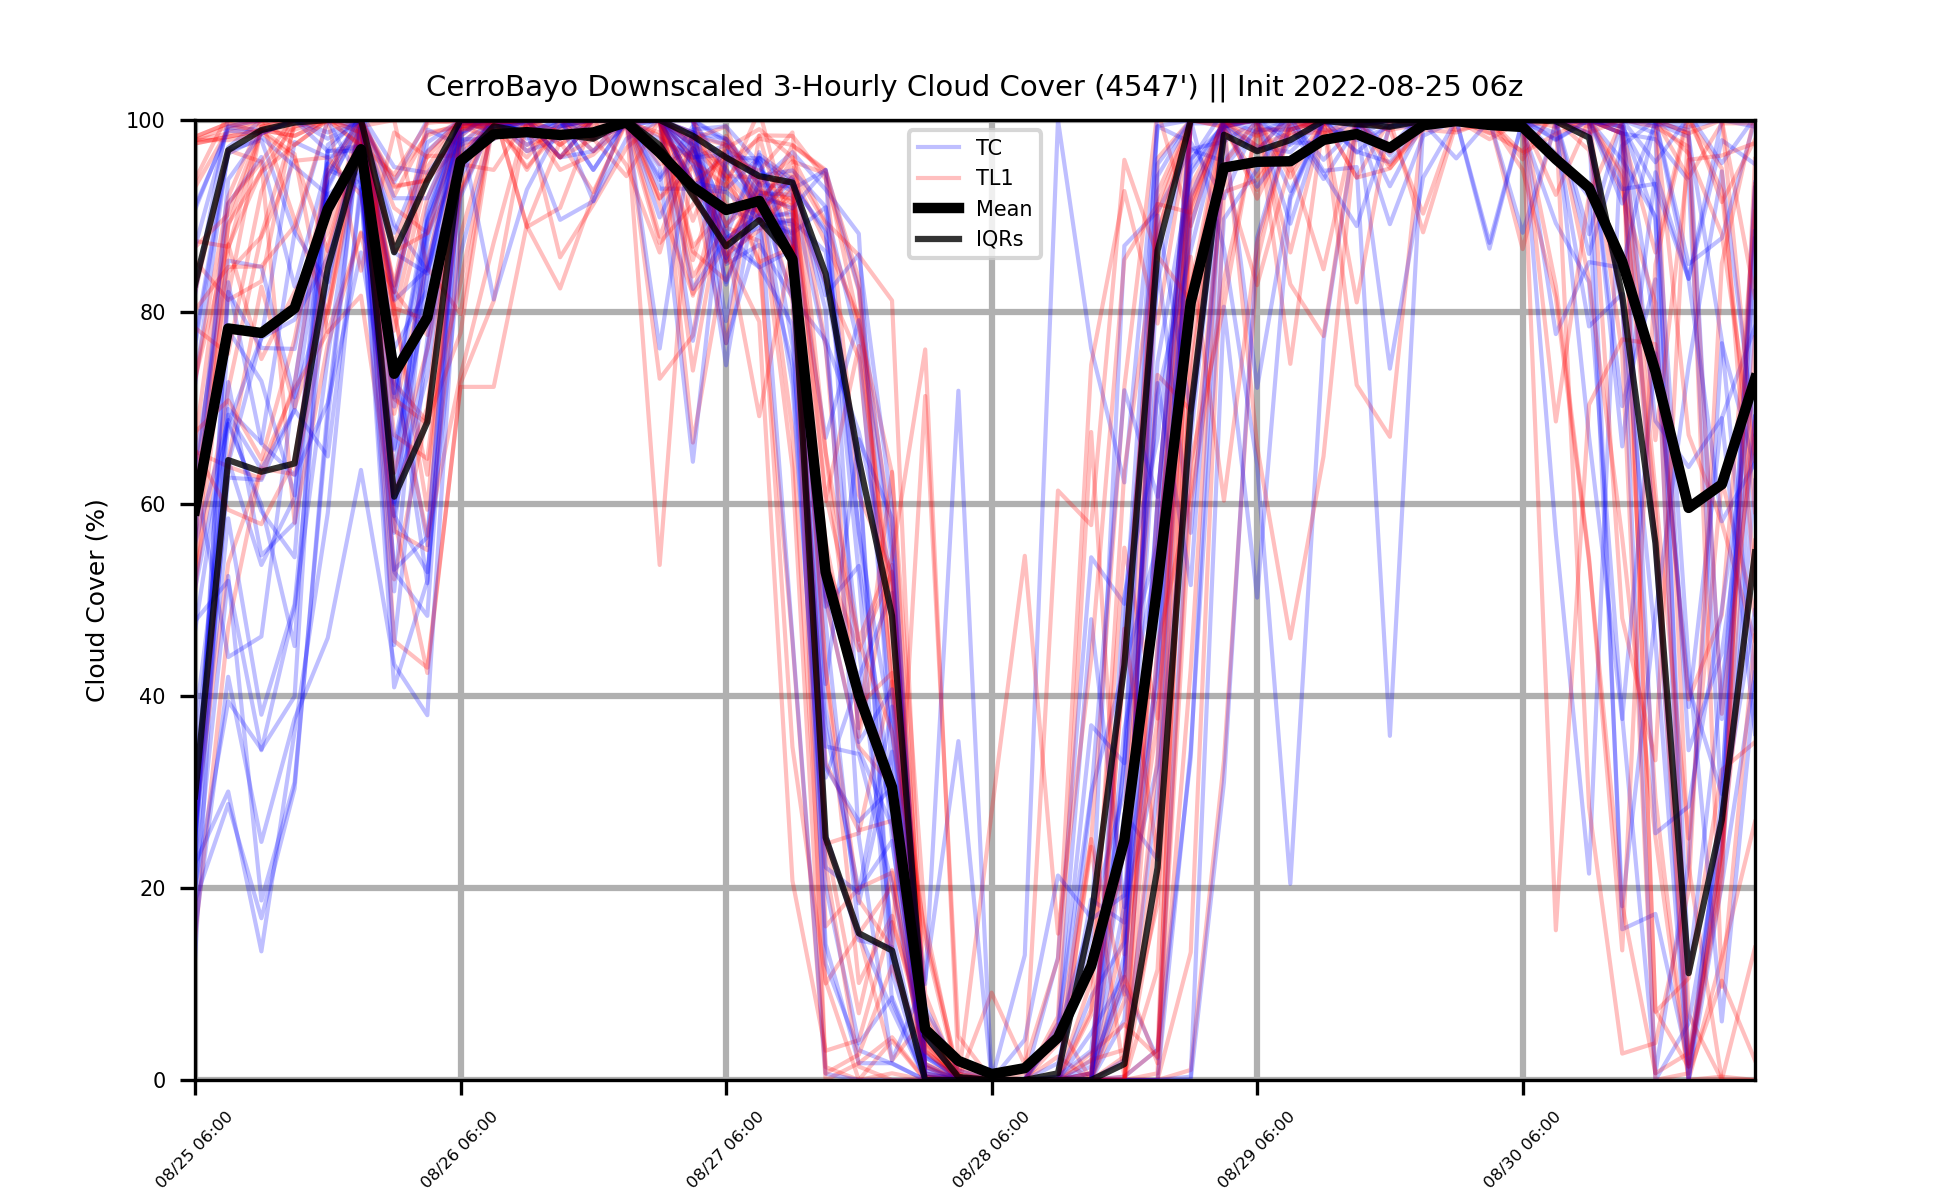 CerroBayo Downscaled 3-Hourly Cloud Cover (4547') || Init 2022-08-25 06z
Cloud Cover (%)
100
80
60
40
20
0
TC
TL1
Mean
IQRs
08/25 06:00
08/26 06:00
08/27 06:00
08/28 06:00
08/29 06:00
08/30 06:00